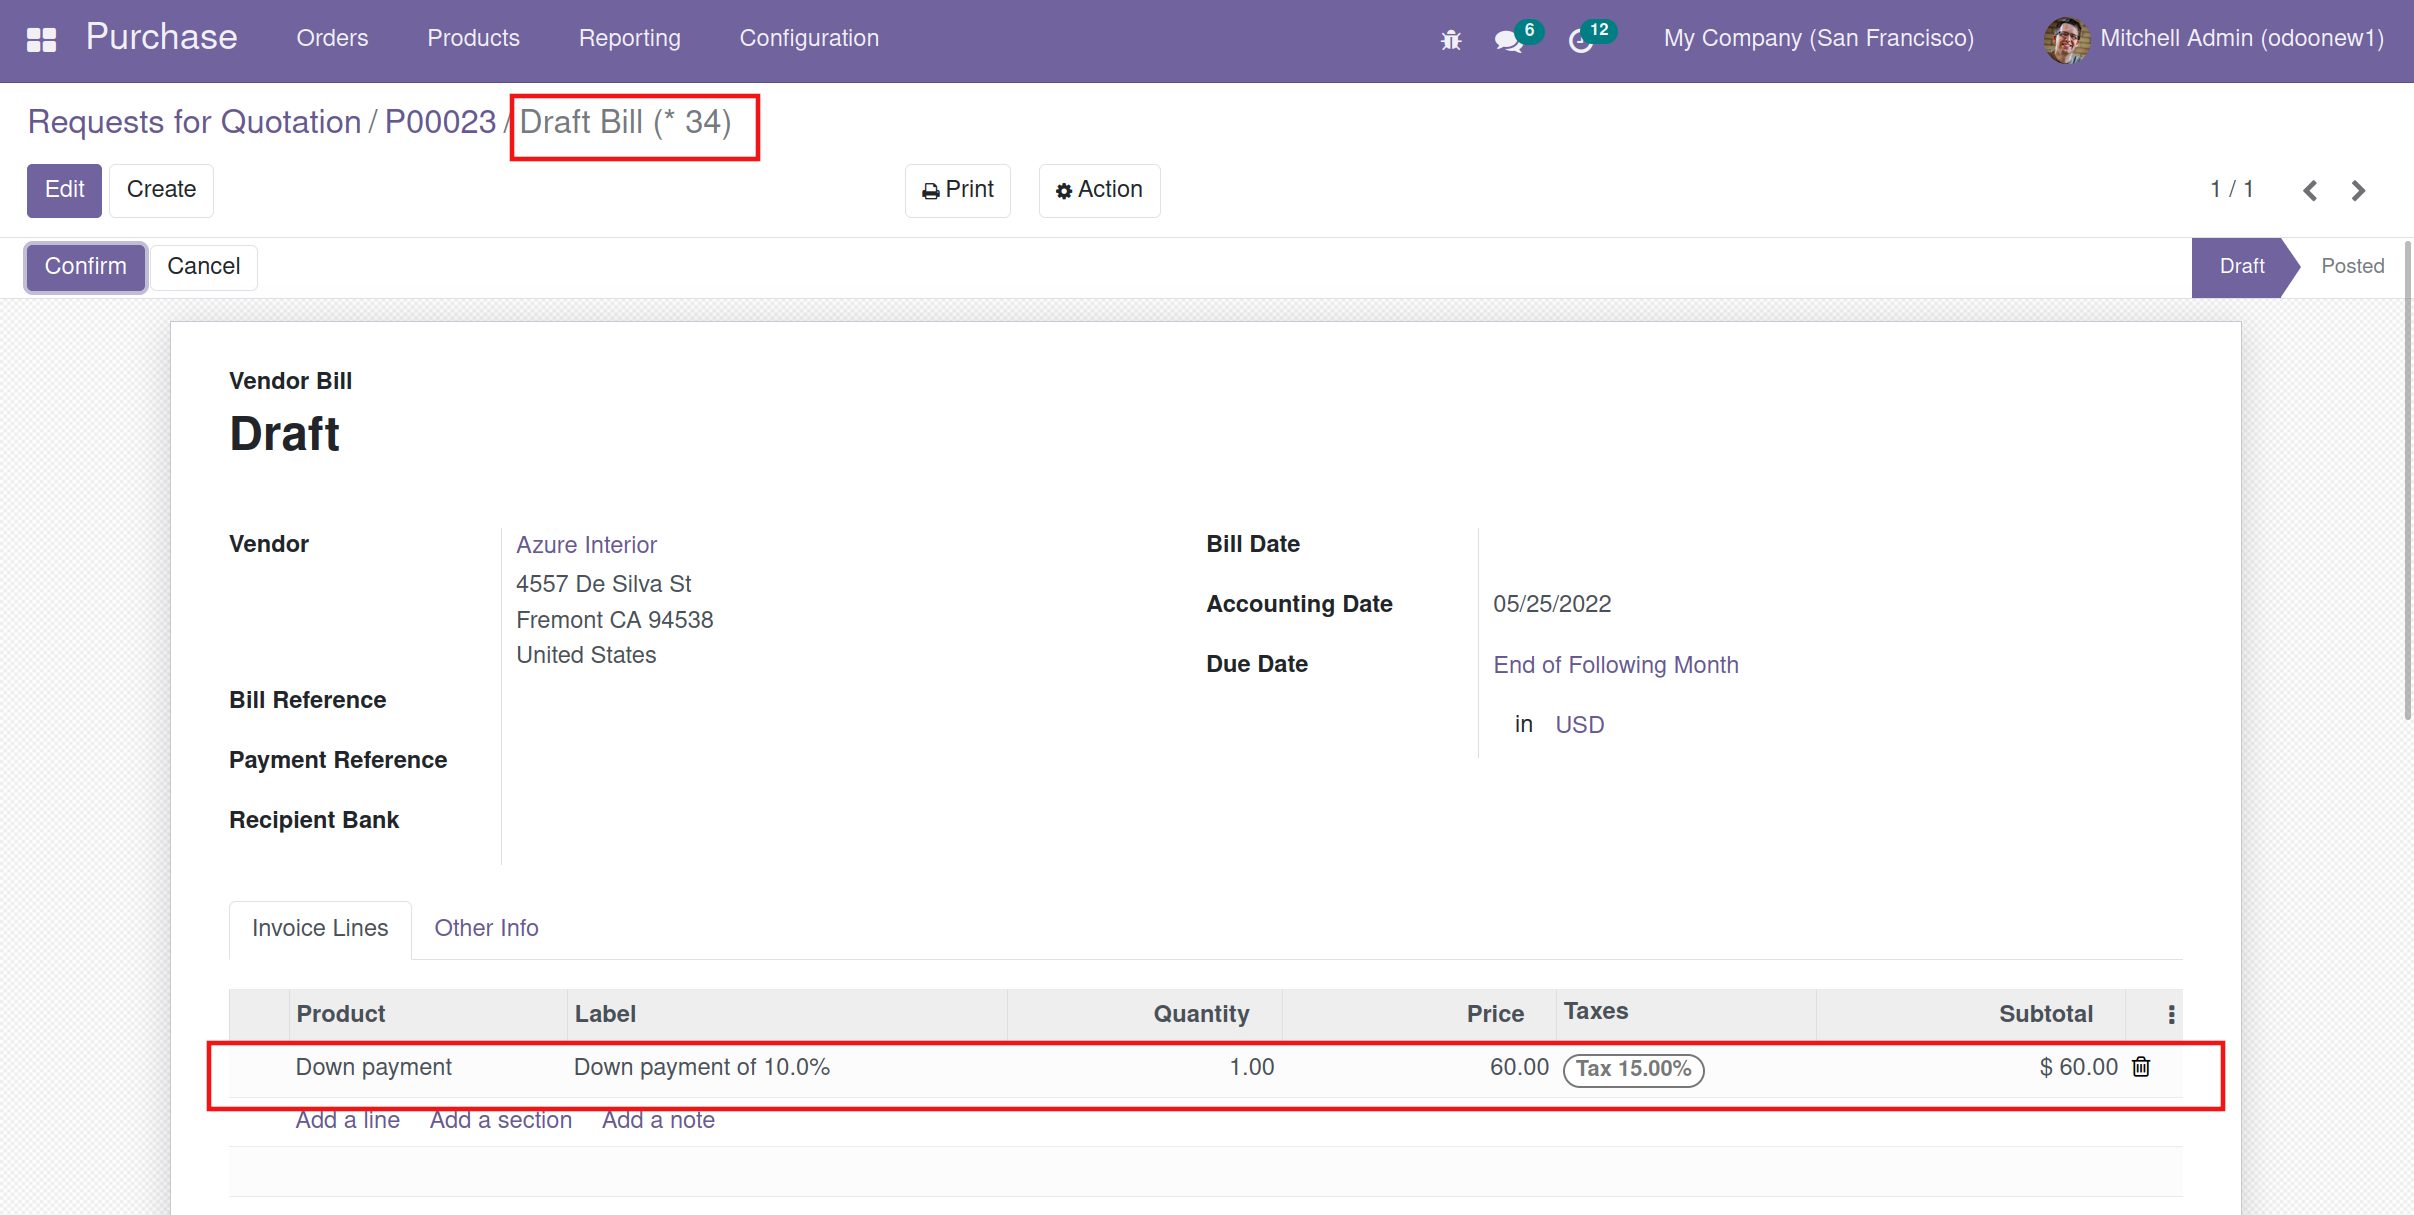 Purchase Orders Products Reporting Configuration 6 12 My Company (San Francisco) Mitchell Admin (odoonew1)
Requests for Quotation / P00023 / Draft Bill (* 34)
Edit Create Print Action 1 / 1
Confirm Cancel Draft Posted
Vendor Bill
Draft
Vendor Azure Interior Bill Date
4557 De Silva St
Fremont CA 94538 Accounting Date 05/25/2022
United States Due Date End of Following Month
Bill Reference
in USD
Payment Reference
Recipient Bank
Invoice Lines Other Info
Product Label Quantity Price Taxes Subtotal
Down payment Down payment of 10.0% 1.00 60.00 Tax 15.00% $ 60.00
Add a line Add a section Add a note